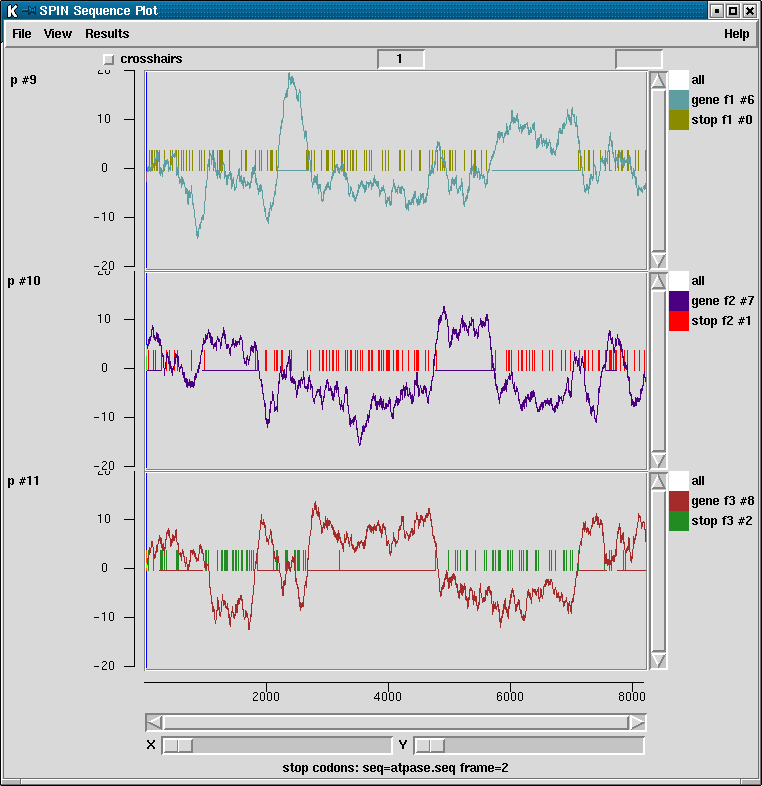 K SPIN Sequence Plot
File View Results Help
crosshairs 1
p #9
20
10
0
-10
-20
all
gene f1 #6
stop f1 #0
p #10
20
10
0
-10
-20
all
gene f2 #7
stop f2 #1
p #11
20
10
0
-10
-20
all
gene f3 #8
stop f3 #2
2000 4000 6000 8000
X Y
stop codons: seq=atpase.seq frame=2